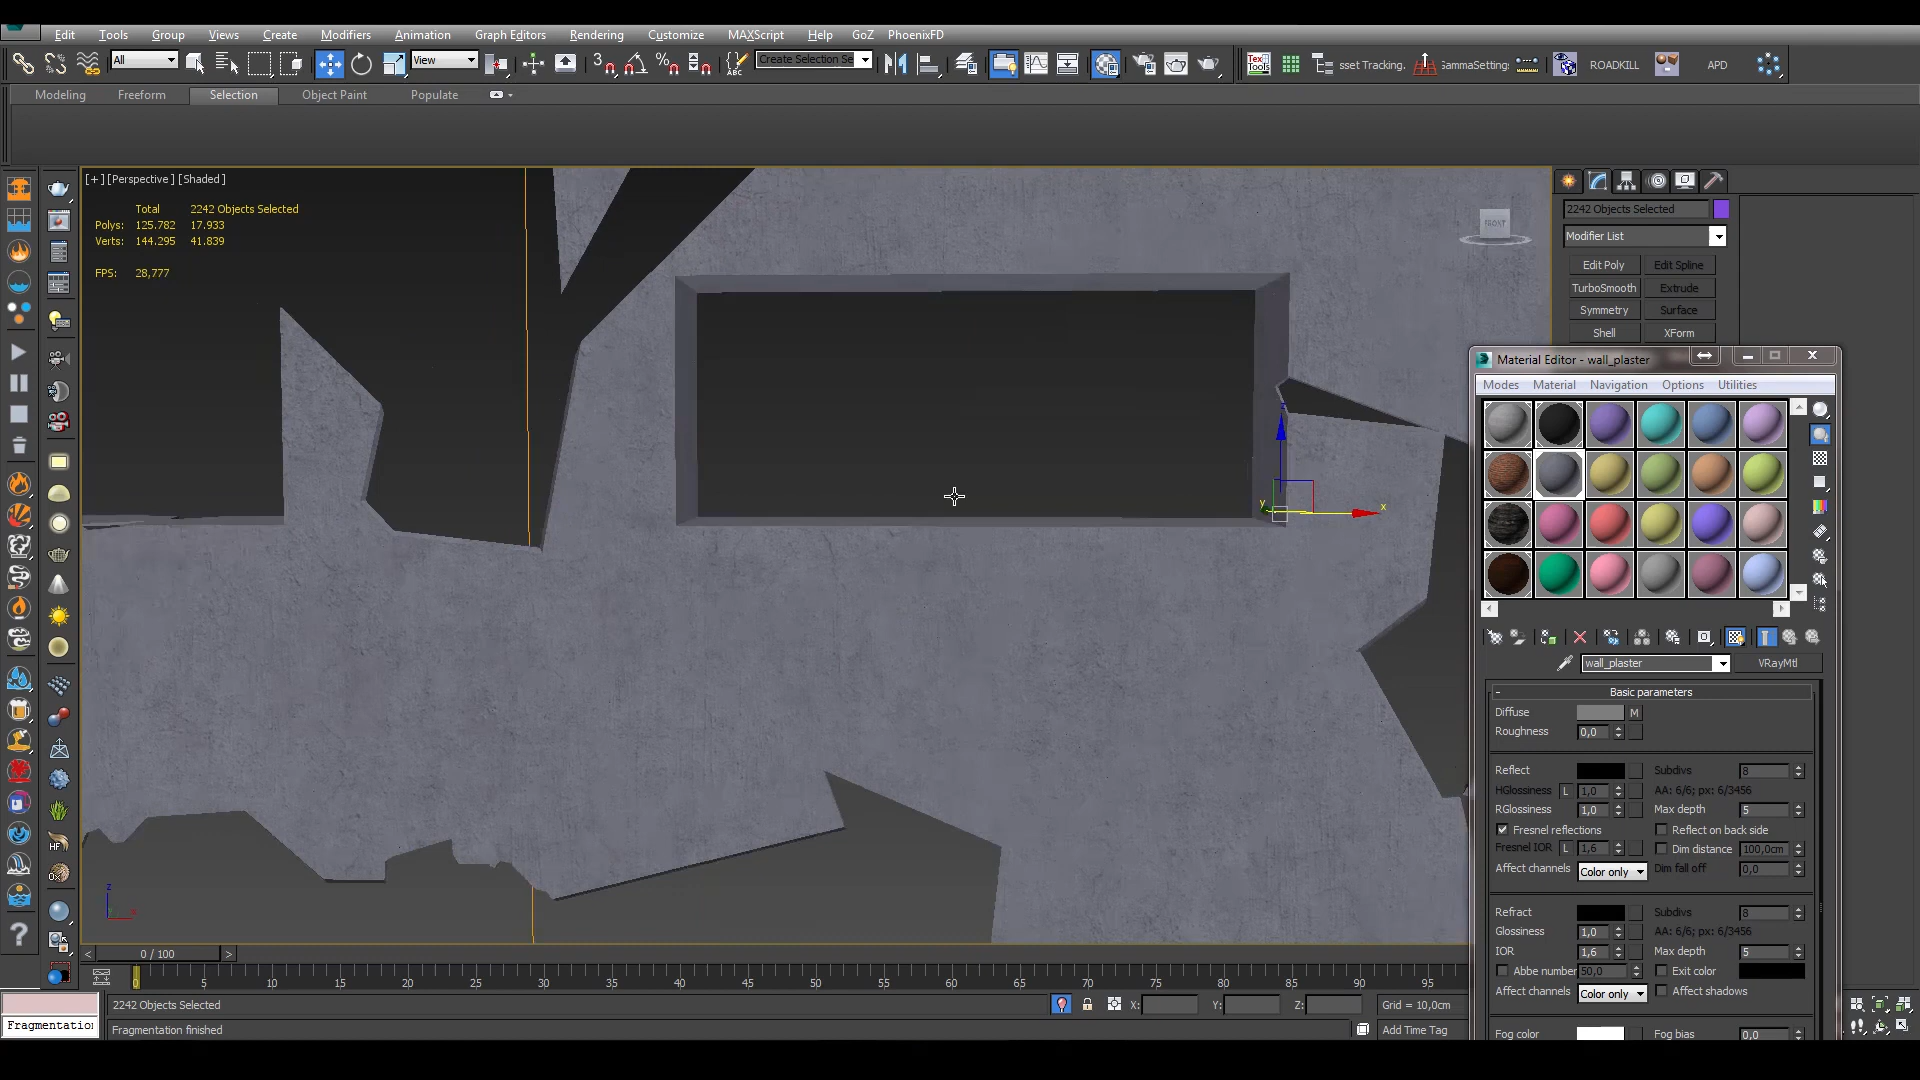 Edit Tools Group Views Create Modifiers Animation Graph Editors Rendering Customize MAXScript Help GoZ PhoenixFD
All View 3 Create Selection Se Tex Tools sset Tracking. GammaSetting: ROADKILL APD
Modeling Freeform Selection Object Paint Populate
[+] [Perspective] [Shaded]
Total 2242 Objects Selected
Polys: 125.782 17.933
Verts: 144.295 41.839
FPS: 28,777
FRONT
2242 Objects Selected
Modifier List
Edit Poly Edit Spline
TurboSmooth Extrude
Symmetry Surface
Shell XForm
Material Editor - wall_plaster
Modes Material Navigation Options Utilities
wall_plaster VRayMtl
- Basic parameters
Diffuse M
Roughness 0,0
Reflect Subdivs 8
HGlossiness L 1,0 AA: 6/6; px: 6/3456
RGlossiness 1,0 Max depth 5
Fresnel reflections Reflect on back side
Fresnel IOR L 1,6 Dim distance 100,0cm
Affect channels Color only Dim fall off 0,0
Refract Subdivs 8
Glossiness 1,0 AA: 6/6; px: 6/3456
IOR 1,6 Max depth 5
Abbe number 50,0 Exit color
Affect channels Color only Affect shadows
Fog color Fog bias 0,0
z
y x
HF
z
x
< 0 / 100 >
0 5 10 15 20 25 30 35 40 45 50 55 60 65 70 75 80 85 90 95
2242 Objects Selected X: Y: Z: Grid = 10,0cm
Fragmentatio Fragmentation finished Add Time Tag